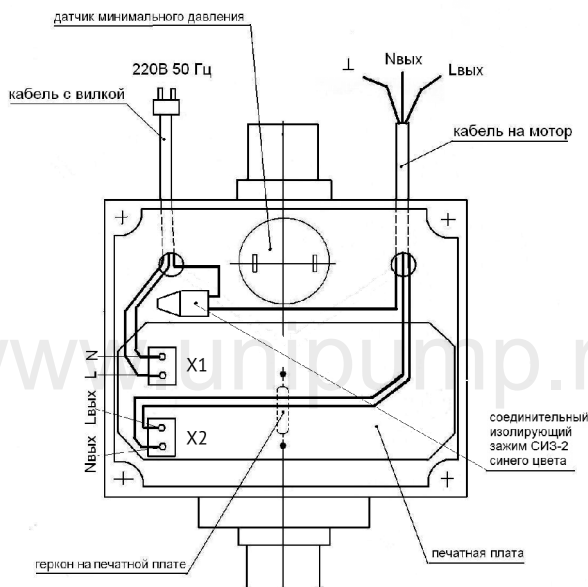 датчик минимального давления
220В 50 Гц
⊥ Nвых Lвых
кабель с вилкой
кабель на мотор
N
L
X1
www.unipump.r
Lвых
Nвых
X2
соединительный
изолирующий
зажим СИЗ-2
синего цвета
геркон на печатной плате
печатная плата